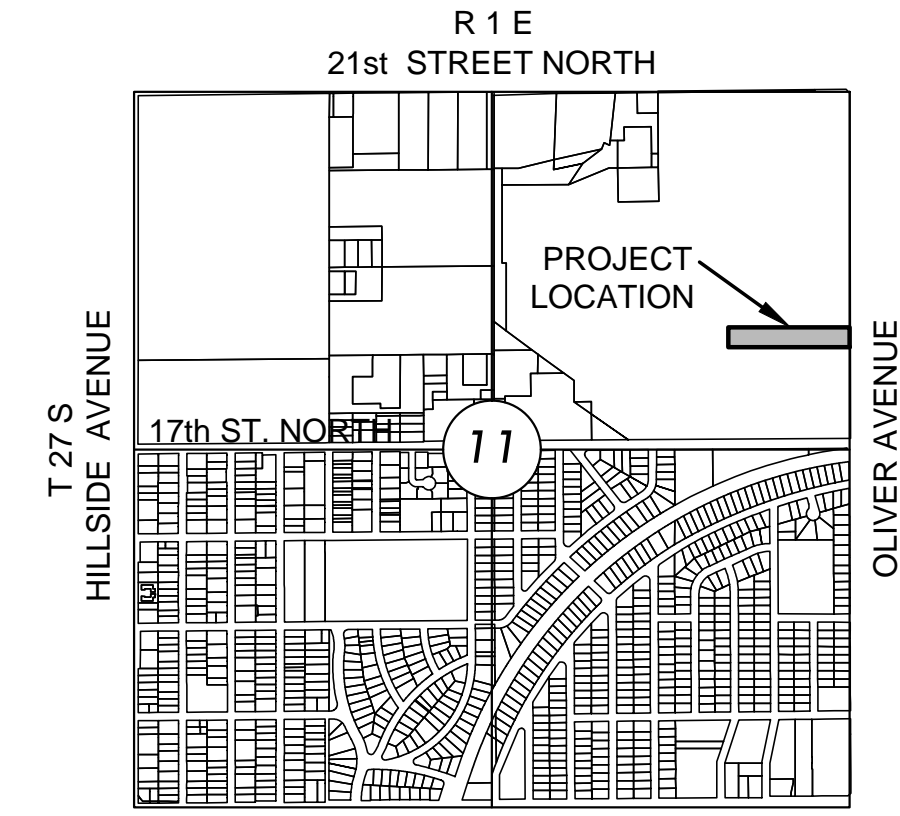 R 1 E
21st STREET NORTH
PROJECT
LOCATION
T 27 S
HILLSIDE AVENUE
OLIVER AVENUE
17th ST. NORTH
11